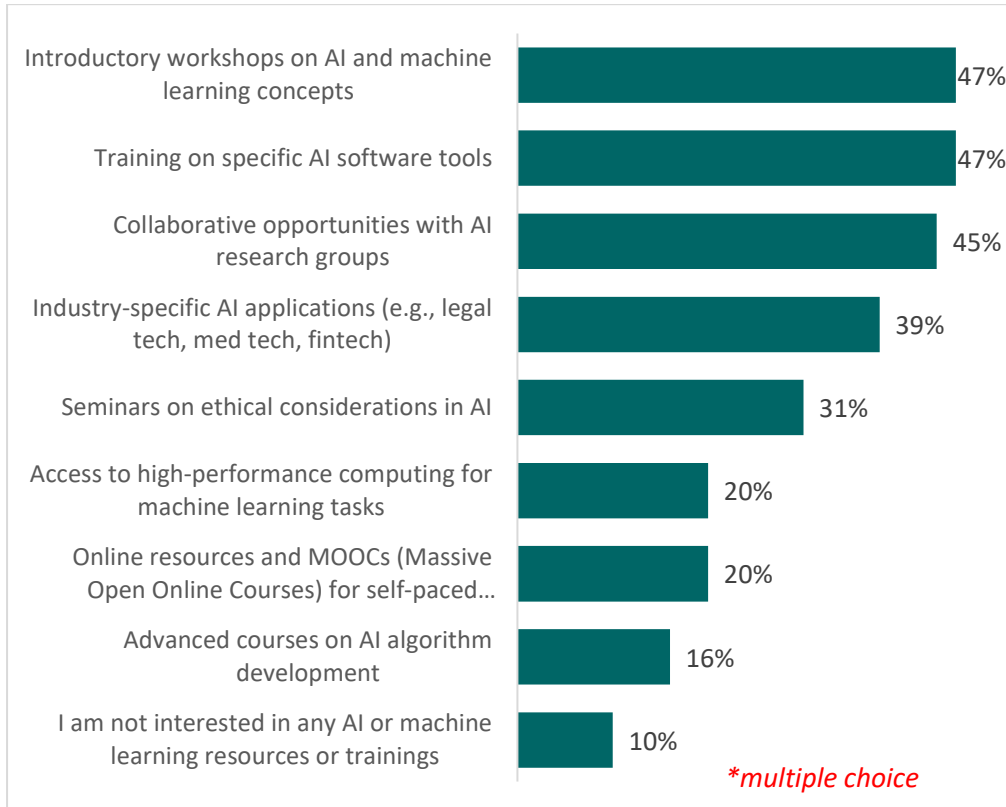 Introductory workshops on AI and machine
learning concepts
47%
Training on specific AI software tools
47%
Collaborative opportunities with AI
research groups
45%
Industry-specific AI applications (e.g., legal
tech, med tech, fintech)
39%
Seminars on ethical considerations in AI
31%
Access to high-performance computing for
machine learning tasks
20%
Online resources and MOOCs (Massive
Open Online Courses) for self-paced...
20%
Advanced courses on AI algorithm
development
16%
I am not interested in any AI or machine
learning resources or trainings
10%
*multiple choice